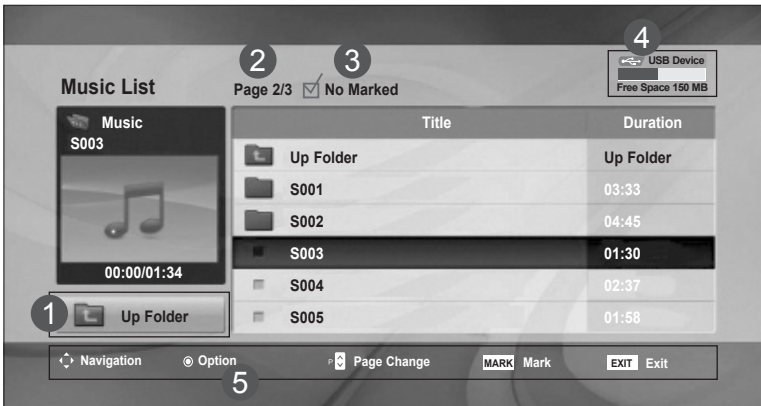 2 3 4
USB Device
Free Space 150 MB
Music List Page 2/3 No Marked
Music
S003
00:00/01:34
1 Up Folder
Title Duration
Up Folder Up Folder
S001 03:33
S002 04:45
S003 01:30
S004 02:37
S005 01:58
Navigation Option P Page Change MARK Mark EXIT Exit
5